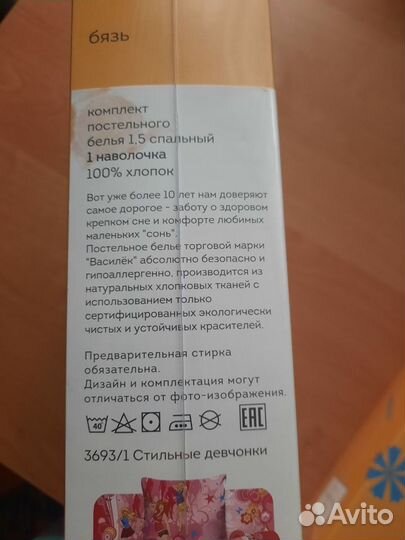 бязь
комплект
постельного
белья 1,5 спальный
1 наволочка
100% хлопок
Вот уже более 10 лет нам доверяют
самое дорогое - заботу о здоровом
крепком сне и комфорте любимых
маленьких "сонь".
Постельное белье торговой марки
"Василёк" абсолютно безопасно и
гипоаллергенно, производится из
натуральных хлопковых тканей с
использованием только
сертифицированных экологически
чистых и устойчивых красителей.
Предварительная стирка
обязательна.
Дизайн и комплектация могут
отличаться от фото-изображения.
40° EAC
3693/1 Стильные девчонки
Avito